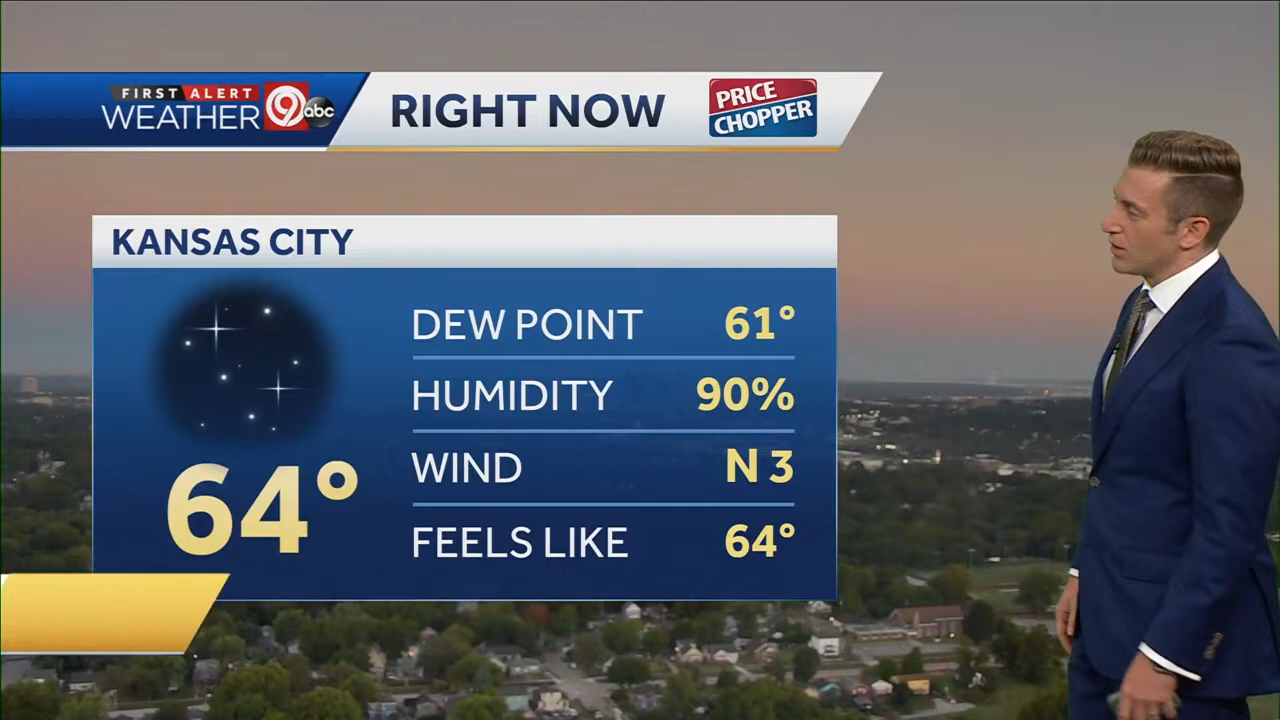 FIRST ALERT
WEATHER 9 abc
RIGHT NOW
PRICE
CHOPPER
KANSAS CITY
64°
DEW POINT 61°
HUMIDITY 90%
WIND N 3
FEELS LIKE 64°